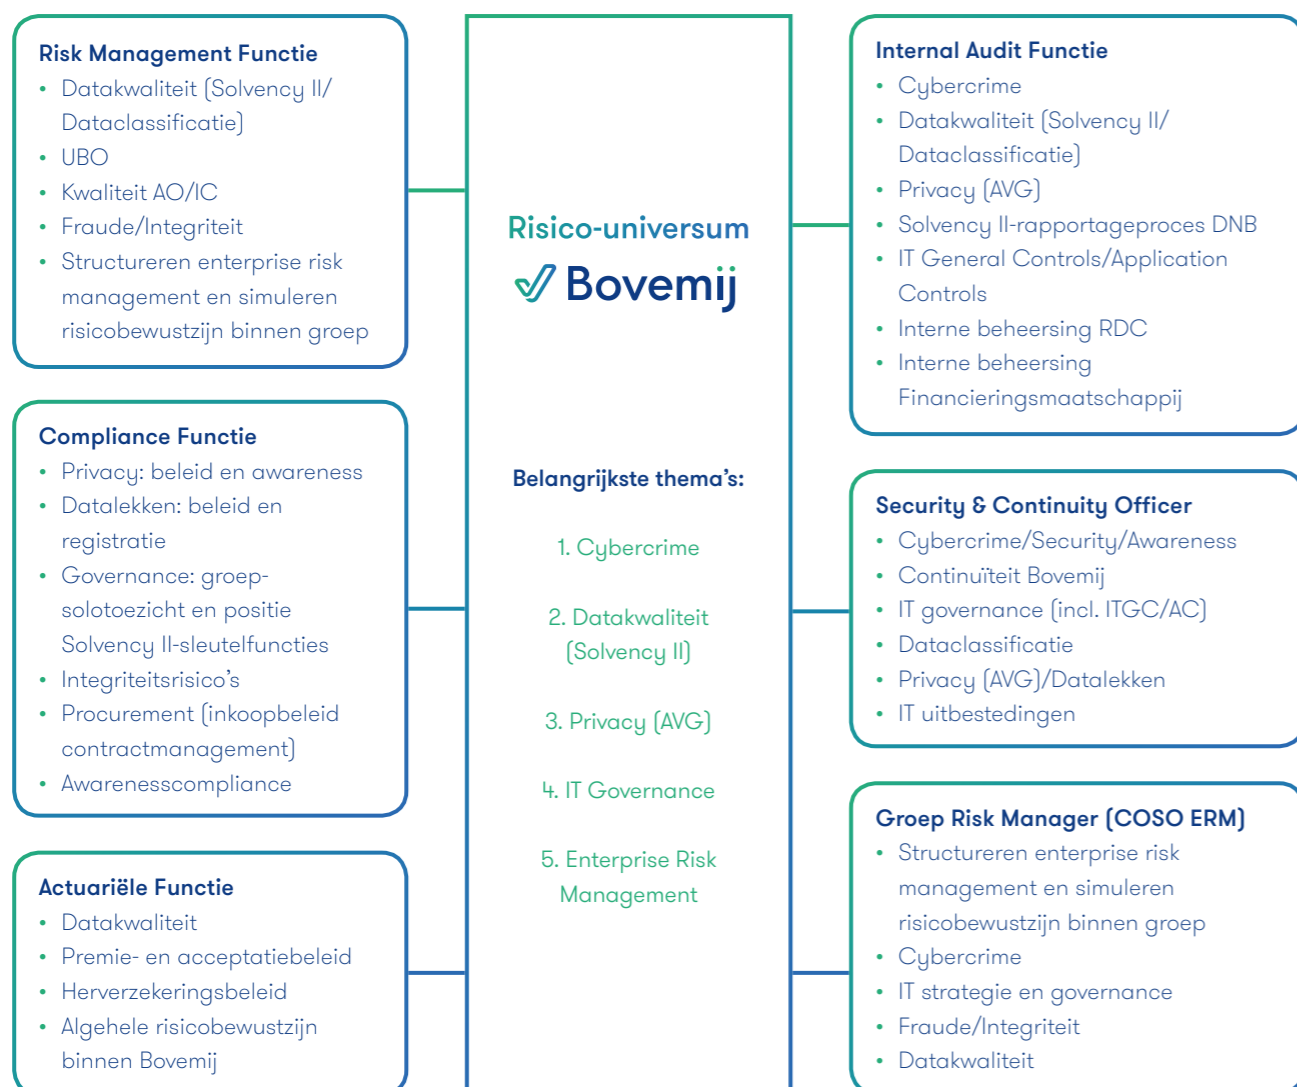 Risk Management Functie
• Datakwaliteit (Solvency II/
Dataclassificatie)
• UBO
• Kwaliteit AO/IC
• Fraude/Integriteit
• Structureren enterprise risk
management en simuleren
risicobewustzijn binnen groep
Compliance Functie
• Privacy: beleid en awareness
• Datalekken: beleid en
registratie
• Governance: groep-
solotoezicht en positie
Solvency II-sleutelfuncties
• Integriteitsrisico's
• Procurement (inkoopbeleid
contractmanagement)
• Awarenesscompliance
Actuariële Functie
• Datakwaliteit
• Premie- en acceptatiebeleid
• Herverzekeringsbeleid
• Algehele risicobewustzijn
binnen Bovemij
Risico-universum
Bovemij
Belangrijkste thema's:
1. Cybercrime
2. Datakwaliteit
(Solvency II)
3. Privacy (AVG)
4. IT Governance
5. Enterprise Risk
Management
Internal Audit Functie
• Cybercrime
• Datakwaliteit (Solvency II/
Dataclassificatie)
• Privacy (AVG)
• Solvency II-rapportageproces DNB
• IT General Controls/Application
Controls
• Interne beheersing RDC
• Interne beheersing
Financieringsmaatschappij
Security & Continuity Officer
• Cybercrime/Security/Awareness
• Continuïteit Bovemij
• IT governance (incl. ITGC/AC)
• Dataclassificatie
• Privacy (AVG)/Datalekken
• IT uitbestedingen
Groep Risk Manager (COSO ERM)
• Structureren enterprise risk
management en simuleren
risicobewustzijn binnen groep
• Cybercrime
• IT strategie en governance
• Fraude/Integriteit
• Datakwaliteit